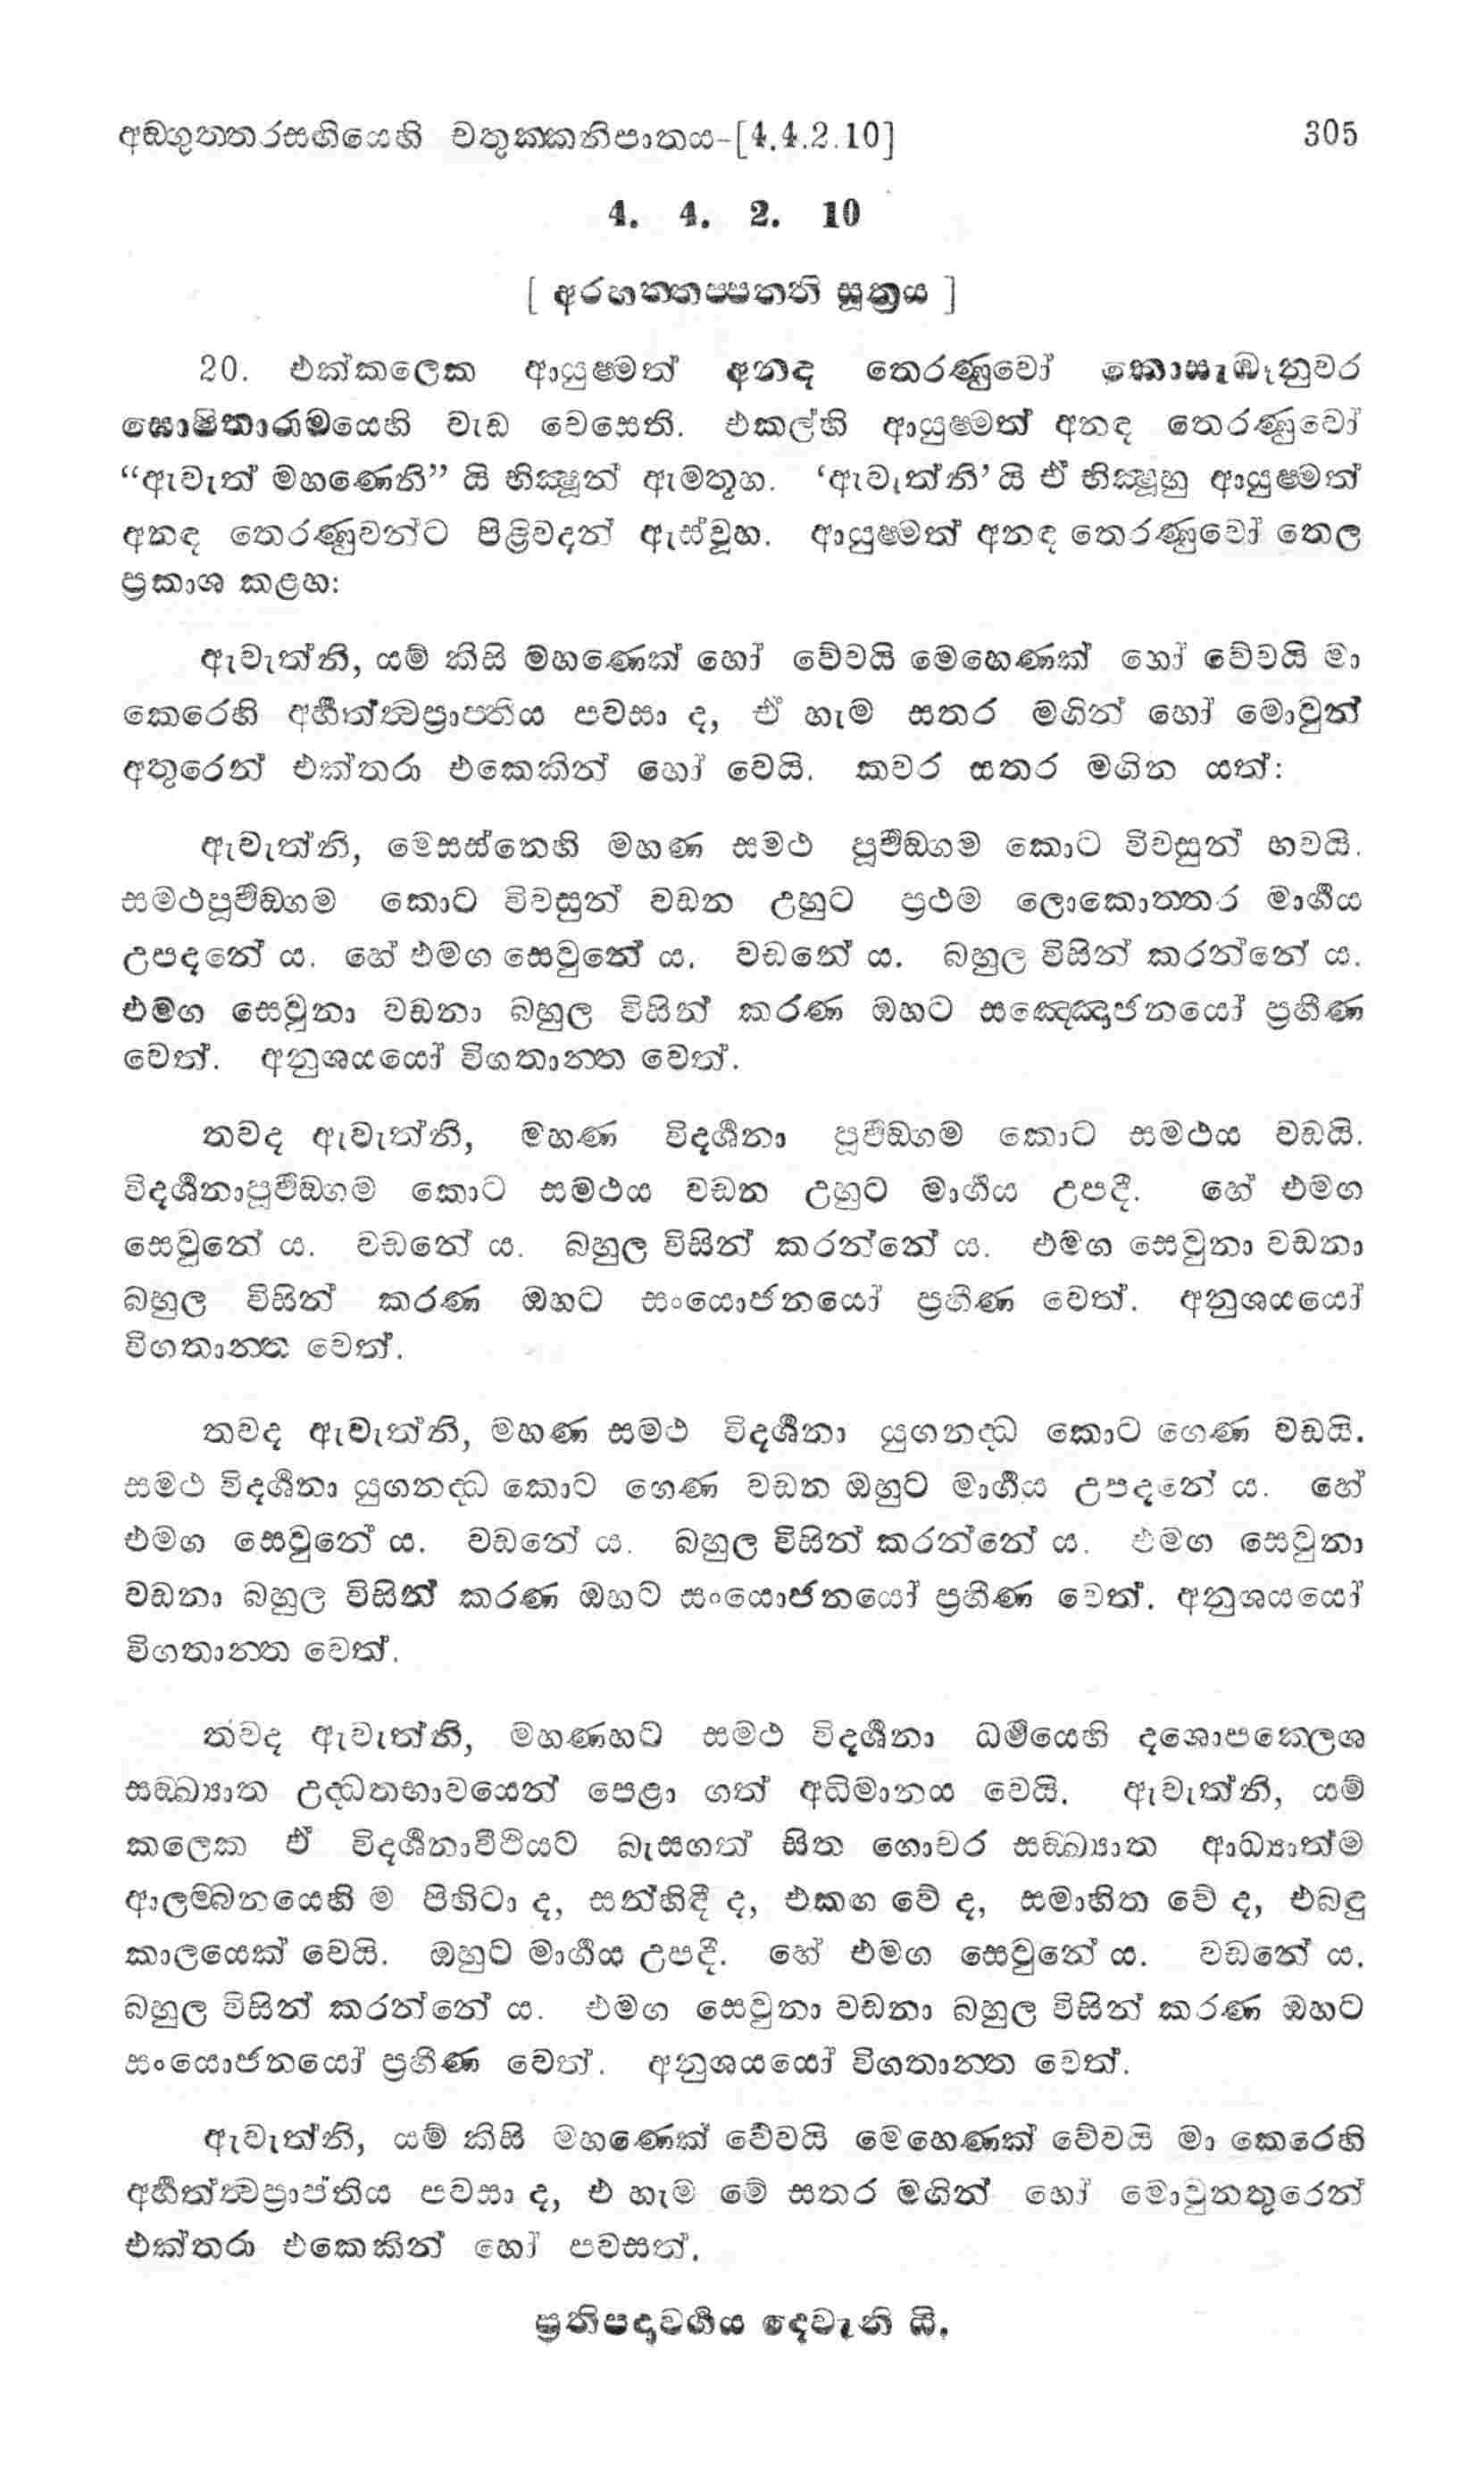 අඞ්ගුත්තරසඟියෙහි චතුක්කනිපාතය-[4.4.2.10] 305
4. 4. 2. 10
[ අරහත්තප්පත්ති සූත්‍රය ]
20. එක්කලෙක ආයුෂ්මත් අනඳ තෙරණුවෝ කොසැඹෑනුවර
ඝොෂිතාරාමයෙහි වැඩ වෙසෙති. එකල්හි ආයුෂ්මත් අනඳ තෙරණුවෝ
“ඇවැත් මහණෙනි” යි භික්ෂූන් ඇමතූහ. ‘ඇවැත්නි’ යි ඒ භික්ෂූහු ආයුෂ්මත්
අනඳ තෙරණුවන්ට පිළිවදන් ඇස්වූහ. ආයුෂ්මත් අනඳ තෙරණුවෝ තෙල
ප්‍රකාශ කළහ:
ඇවැත්නි, යම් කිසි මහණෙක් හෝ වේවයි මෙහෙණක් හෝ වේවයි මා
කෙරෙහි අර්‍හත්ත්‍වප්‍රාප්තිය පවසා ද, ඒ හැම සතර මගින් හෝ මොවුන්
අතුරෙන් එක්තරා එකෙකින් හෝ වෙයි. කවර සතර මගින යත්:
ඇවැත්නි, මෙසස්නෙහි මහණ සමථ පූර්‍වඞ්ගම කොට විවසුන් භවයි.
සමථපූර්‍වඞ්ගම කොට විවසුන් වඩන උහුට ප්‍රථම ලොකොත්තර මාර්‍ගය
උපදනේ ය. හේ එමග සෙවුනේ ය. වඩනේ ය. බහුල විසින් කරන්නේ ය.
එමග සෙවුනා වඩනා බහුල විසින් කරණ ඔහට සඤ්ඤොජනයෝ ප්‍රහීණ
වෙත්. අනුශයයෝ විගතාන්ත වෙත්.
තවද ඇවැත්නි, මහණ විදර්‍ශනා පූර්‍වඞ්ගම කොට සමථය වඩයි.
විදර්‍ශනාපූර්‍වඞ්ගම කොට සමථය වඩන උහුට මාර්‍ගය උපදී. හේ එමග
සෙවුනේ ය. වඩනේ ය. බහුල විසින් කරන්නේ ය. එමග සෙවුනා වඩනා
බහුල විසින් කරණ ඔහට සංයොජනයෝ ප්‍රහීණ වෙත්. අනුශයයෝ
විගතාන්ත වෙත්.
තවද ඇවැත්නි, මහණ සමථ විදර්‍ශනා යුගනද්ධ කොට ගෙණ වඩයි.
සමථ විදර්‍ශනා යුගනද්ධ කොට ගෙණ වඩන ඔහුට මාර්‍ගය උපදනේ ය. හේ
එමග සෙවුනේ ය. වඩනේ ය. බහුල විසින් කරන්නේ ය. එමග සෙවුනා
වඩනා බහුල විසින් කරණ ඔහට සංයොජනයෝ ප්‍රහීණ වෙත්. අනුශයයෝ
විගතාන්ත වෙත්.
තවද ඇවැත්නි, මහණහට සමථ විදර්‍ශනා ධර්‍මයෙහි දශොපක්ලෙශ
සඞ්ඛ්‍යාත උද්ධතභාවයෙන් පෙළා ගත් අධිමානය වෙයි. ඇවැත්නි, යම්
කලෙක ඒ විදර්‍ශනාවීථියට බැසගත් සිත ගොචර සඞ්ඛ්‍යාත ආධ්‍යාත්ම
ආලම්බනයෙහි ම පිහිටා ද, සන්හිඳී ද, එකඟ වේ ද, සමාහිත වේ ද, එබඳු
කාලයෙක් වෙයි. ඔහුට මාර්‍ගය උපදී. හේ එමග සෙවුනේ ය. වඩනේ ය.
බහුල විසින් කරන්නේ ය. එමග සෙවුනා වඩනා බහුල විසින් කරණ ඔහට
සංයොජනයෝ ප්‍රහීණ වෙත්. අනුශයයෝ විගතාන්ත වෙත්.
ඇවැත්නි, යම් කිසි මහණෙක් වේවයි මෙහෙණක් වේවයි මා කෙරෙහි
අර්‍හත්ත්‍වප්‍රාප්තිය පවසා ද, එ හැම මේ සතර මගින් හෝ මොවුනතුරෙන්
එක්තරා එකෙකින් හෝ පවසත්.
ප්‍රතිපදාවර්‍ගය දෙවැනි යි.